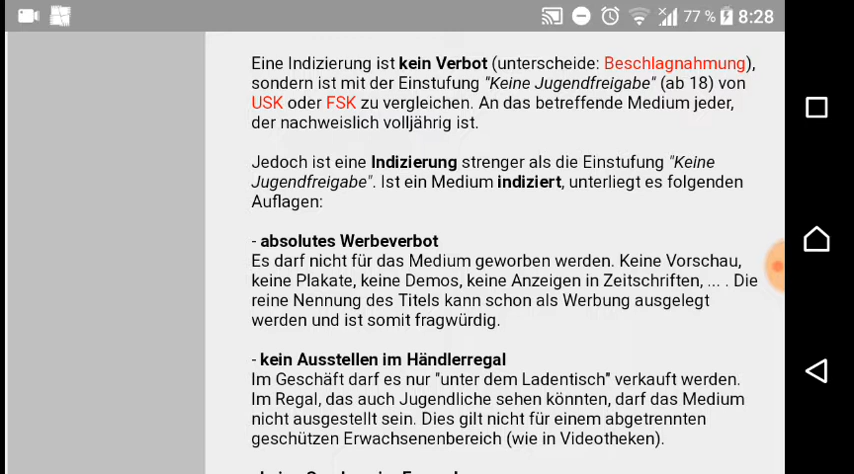 77 % 8:28
Eine Indizierung ist kein Verbot (unterscheide: Beschlagnahmung),
sondern ist mit der Einstufung "Keine Jugendfreigabe" (ab 18) von
USK oder FSK zu vergleichen. An das betreffende Medium jeder,
der nachweislich volljährig ist.
Jedoch ist eine Indizierung strenger als die Einstufung "Keine
Jugendfreigabe". Ist ein Medium indiziert, unterliegt es folgenden
Auflagen:
- absolutes Werbeverbot
Es darf nicht für das Medium geworben werden. Keine Vorschau,
keine Plakate, keine Demos, keine Anzeigen in Zeitschriften, ... . Die
reine Nennung des Titels kann schon als Werbung ausgelegt
werden und ist somit fragwürdig.
- kein Ausstellen im Händlerregal
Im Geschäft darf es nur "unter dem Ladentisch" verkauft werden.
Im Regal, das auch Jugendliche sehen könnten, darf das Medium
nicht ausgestellt sein. Dies gilt nicht für einem abgetrennten
geschützen Erwachsenenbereich (wie in Videotheken).